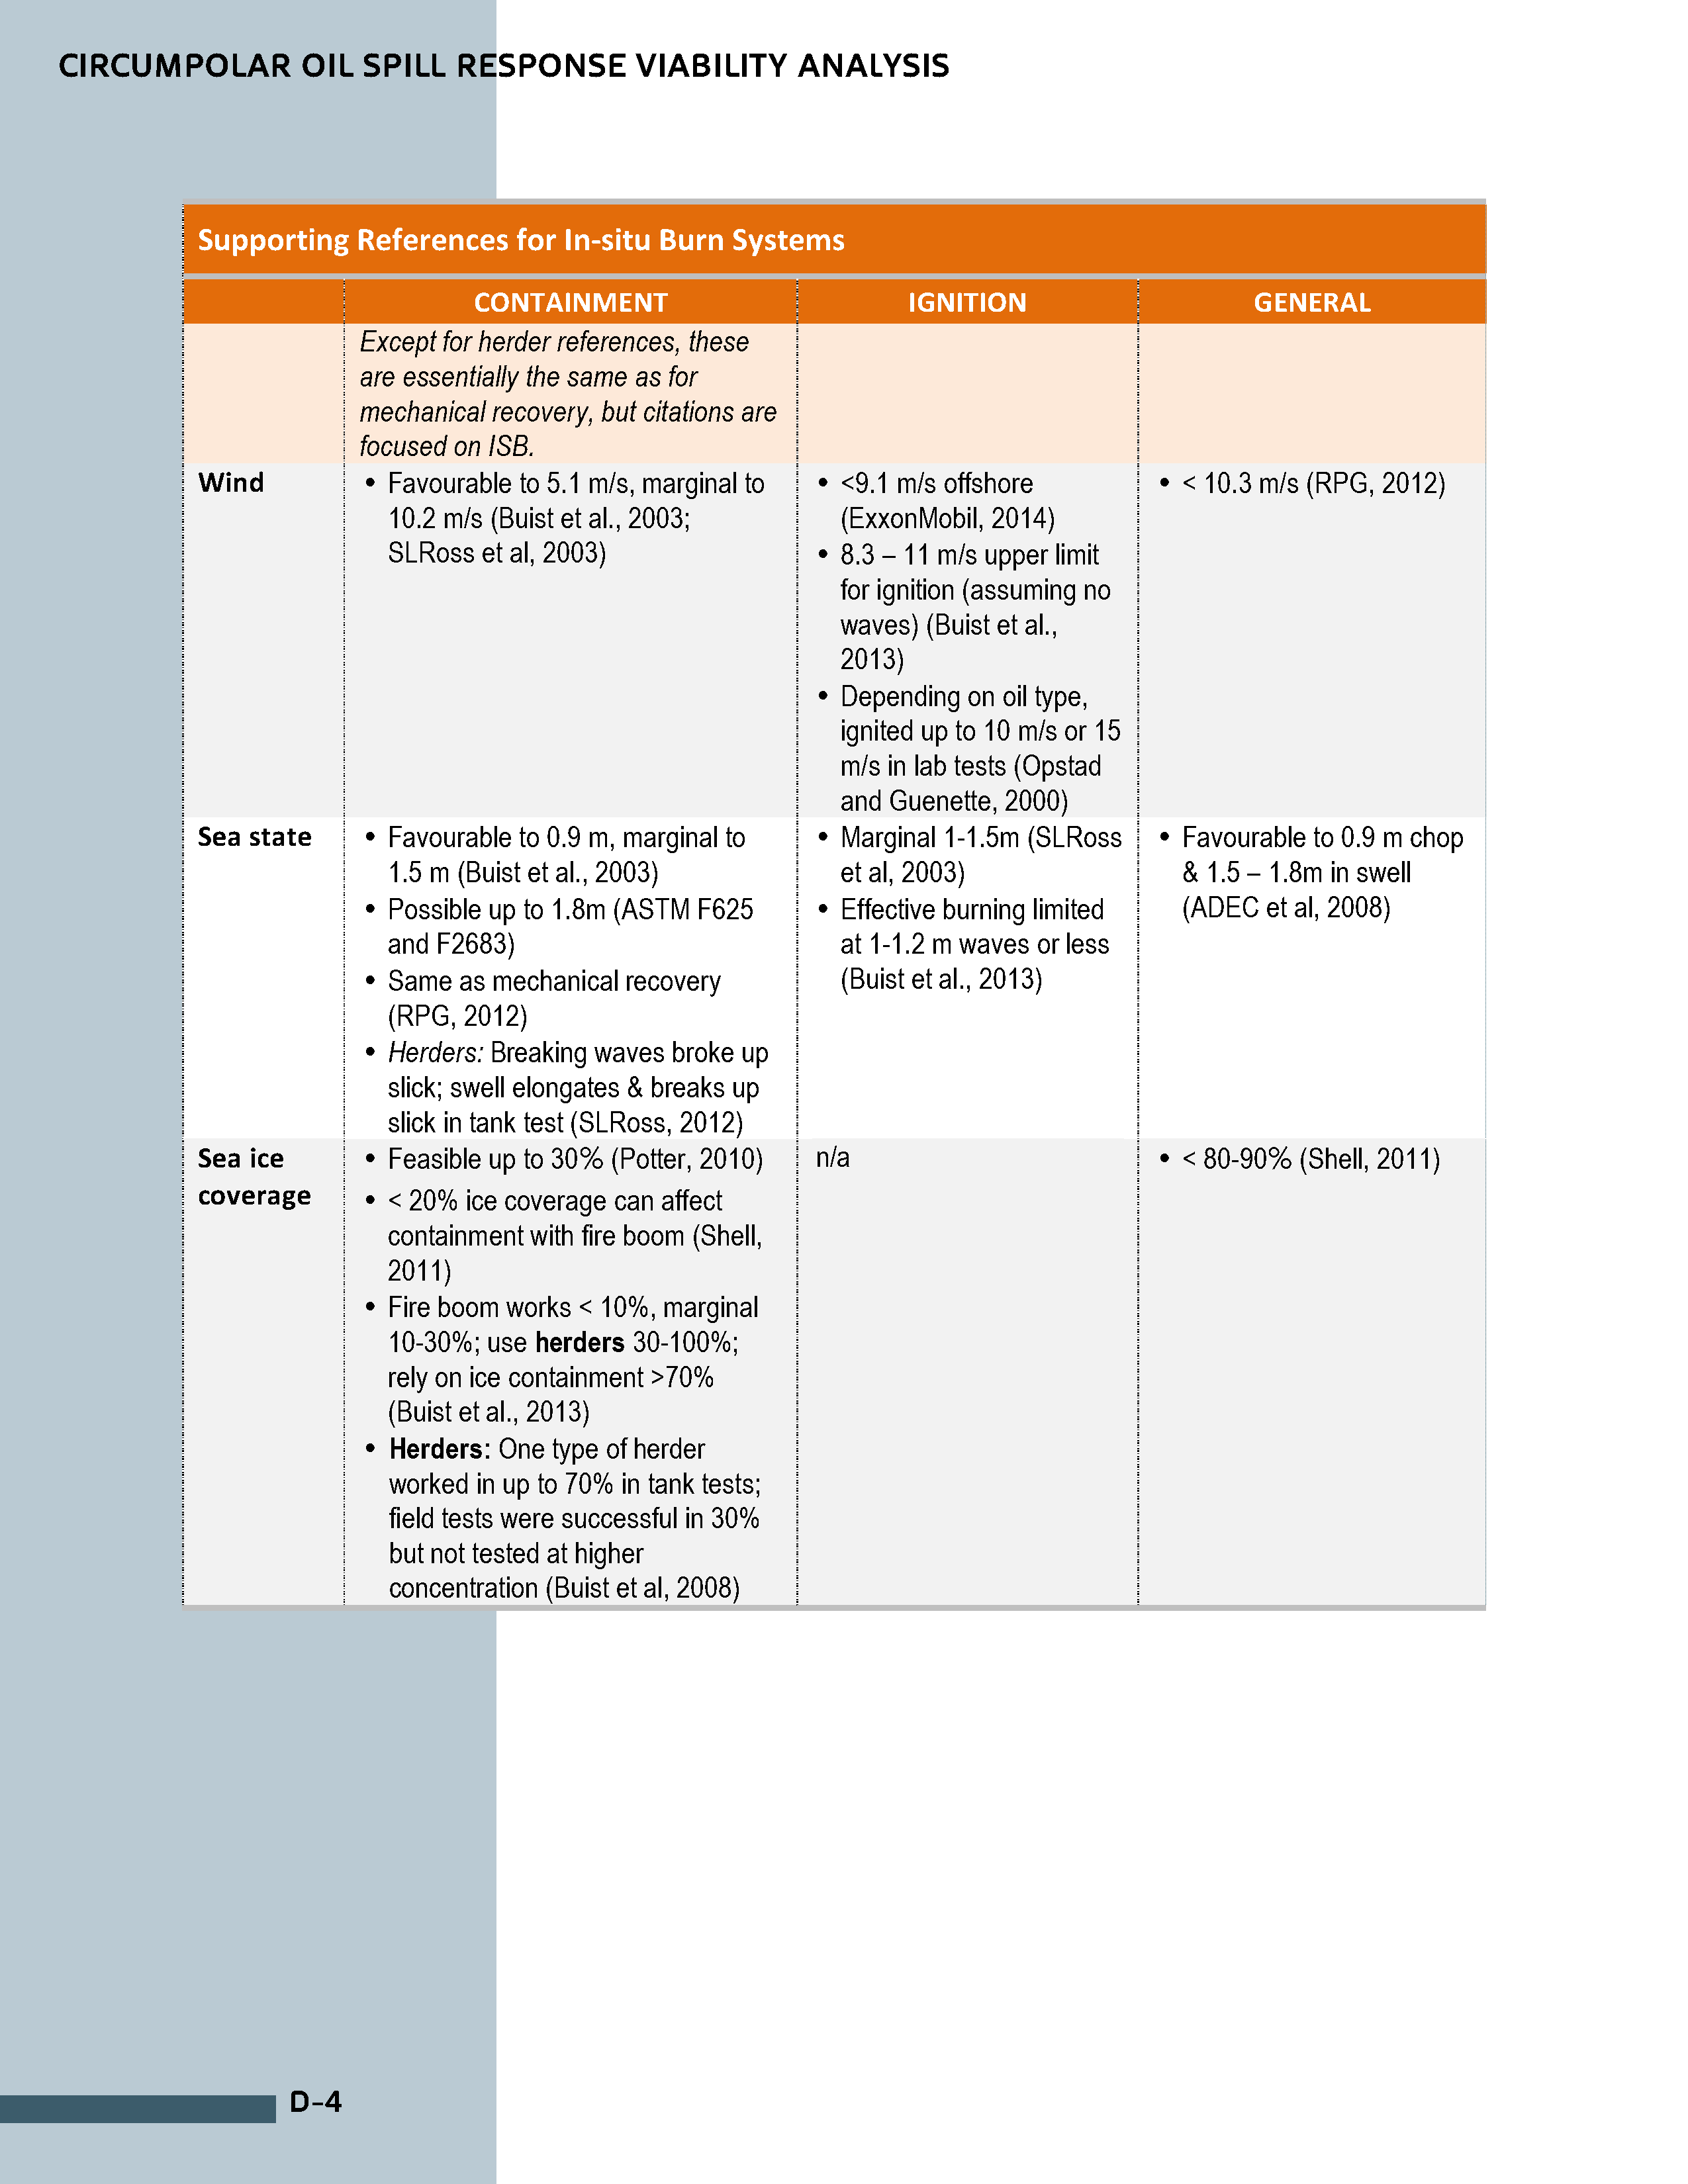 CIRCUMPOLAR OIL SPILL RESPONSE VIABILITY ANALYSIS
Supporting References for In-situ Burn Systems
CONTAINMENT
IGNITION
GENERAL
Except for herder references, these
are essentially the same as for
mechanical recovery, but citations are
focused on ISB.
Wind
• Favourable to 5.1 m/s, marginal to
10.2 m/s (Buist et al., 2003;
SLRoss et al, 2003)
• <9.1 m/s offshore
(ExxonMobil, 2014)
• 8.3 – 11 m/s upper limit
for ignition (assuming no
waves) (Buist et al.,
2013)
• Depending on oil type,
ignited up to 10 m/s or 15
m/s in lab tests (Opstad
and Guenette, 2000)
• < 10.3 m/s (RPG, 2012)
Sea state
• Favourable to 0.9 m, marginal to
1.5 m (Buist et al., 2003)
• Possible up to 1.8m (ASTM F625
and F2683)
• Same as mechanical recovery
(RPG, 2012)
• Herders: Breaking waves broke up
slick; swell elongates & breaks up
slick in tank test (SLRoss, 2012)
• Marginal 1-1.5m (SLRoss
et al, 2003)
• Effective burning limited
at 1-1.2 m waves or less
(Buist et al., 2013)
• Favourable to 0.9 m chop
& 1.5 – 1.8m in swell
(ADEC et al, 2008)
Sea ice
coverage
• Feasible up to 30% (Potter, 2010)
• < 20% ice coverage can affect
containment with fire boom (Shell,
2011)
• Fire boom works < 10%, marginal
10-30%; use herders 30-100%;
rely on ice containment >70%
(Buist et al., 2013)
• Herders: One type of herder
worked in up to 70% in tank tests;
field tests were successful in 30%
but not tested at higher
concentration (Buist et al, 2008)
n/a
• < 80-90% (Shell, 2011)
D-4